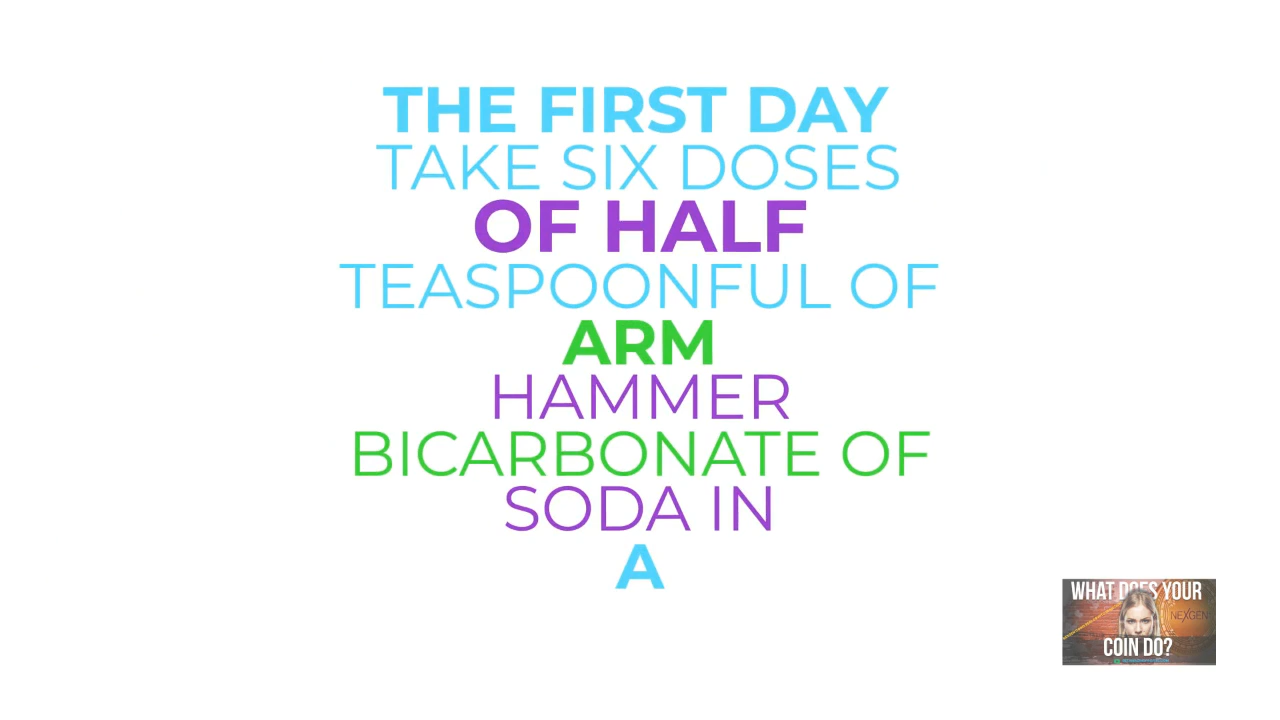 THE FIRST DAY
TAKE SIX DOSES
OF HALF
TEASPOONFUL OF
ARM
HAMMER
BICARBONATE OF
SODA IN
A
WHAT DOES YOUR
NEXGEN
COIN DO?